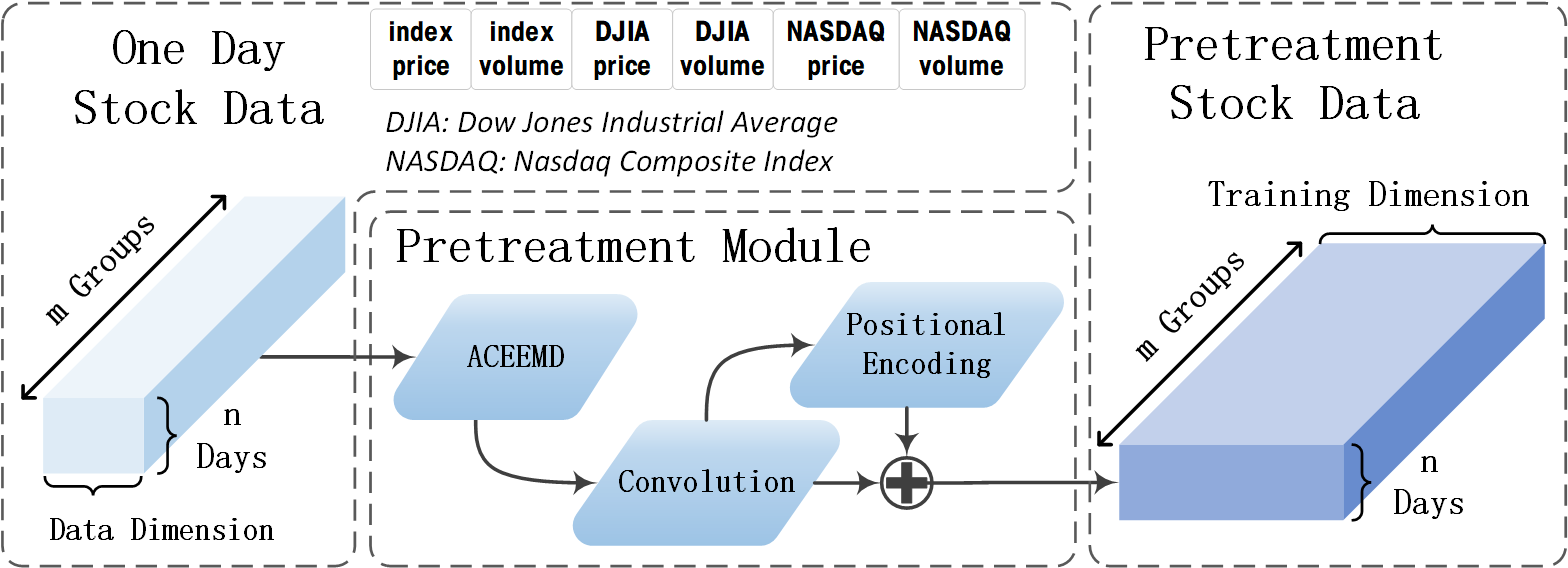 One Day
Stock Data
index price
index volume
DJIA price
DJIA volume
NASDAQ price
NASDAQ volume
DJIA: Dow Jones Industrial Average
NASDAQ: Nasdaq Composite Index
m Groups
n
Days
Data Dimension
Pretreatment Module
ACEEMD
Convolution
Positional
Encoding
Pretreatment
Stock Data
Training Dimension
m Groups
n
Days